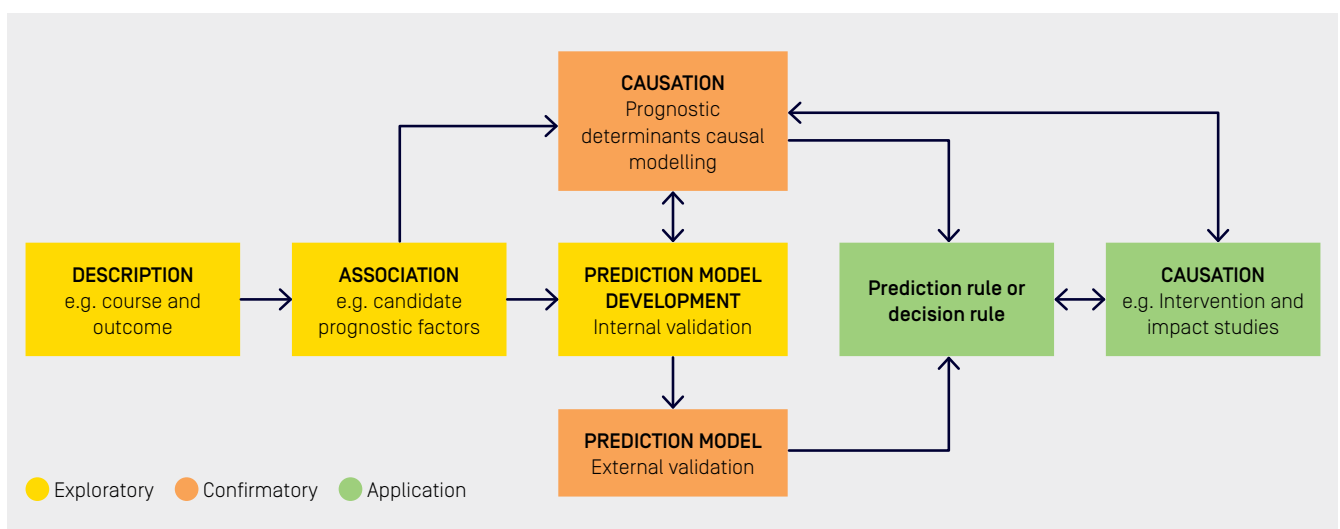 CAUSATION
Prognostic
determinants causal
modelling
DESCRIPTION
e.g. course and
outcome
ASSOCIATION
e.g. candidate
prognostic factors
PREDICTION MODEL
DEVELOPMENT
Internal validation
Prediction rule or
decision rule
CAUSATION
e.g. Intervention and
impact studies
PREDICTION MODEL
External validation
Exploratory
Confirmatory
Application